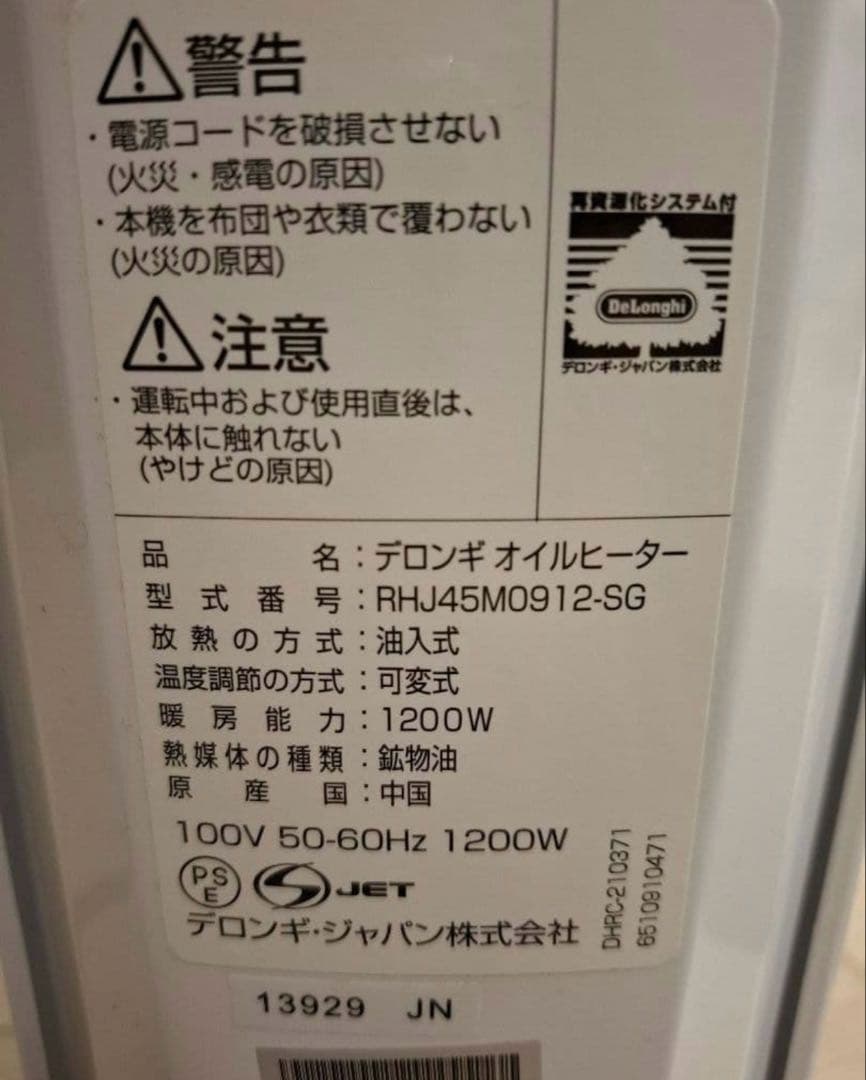 警告
・電源コードを破損させない
(火災・感電の原因)
・本機を布団や衣類で覆わない
(火災の原因)
注意
・運転中および使用直後は、
本体に触れない
(やけどの原因)
再資源化システム付
DeLonghi
デロンギ・ジャパン株式会社
品名：デロンギ オイルヒーター
型式番号：RHJ45M0912-SG
放熱の方式：油入式
温度調節の方式：可変式
暖房能力：1200W
熱媒体の種類：鉱物油
原産国：中国
100V 50-60Hz 1200W
PSE JET
デロンギ・ジャパン株式会社
DHRC-210371
6510910471
13929 JN